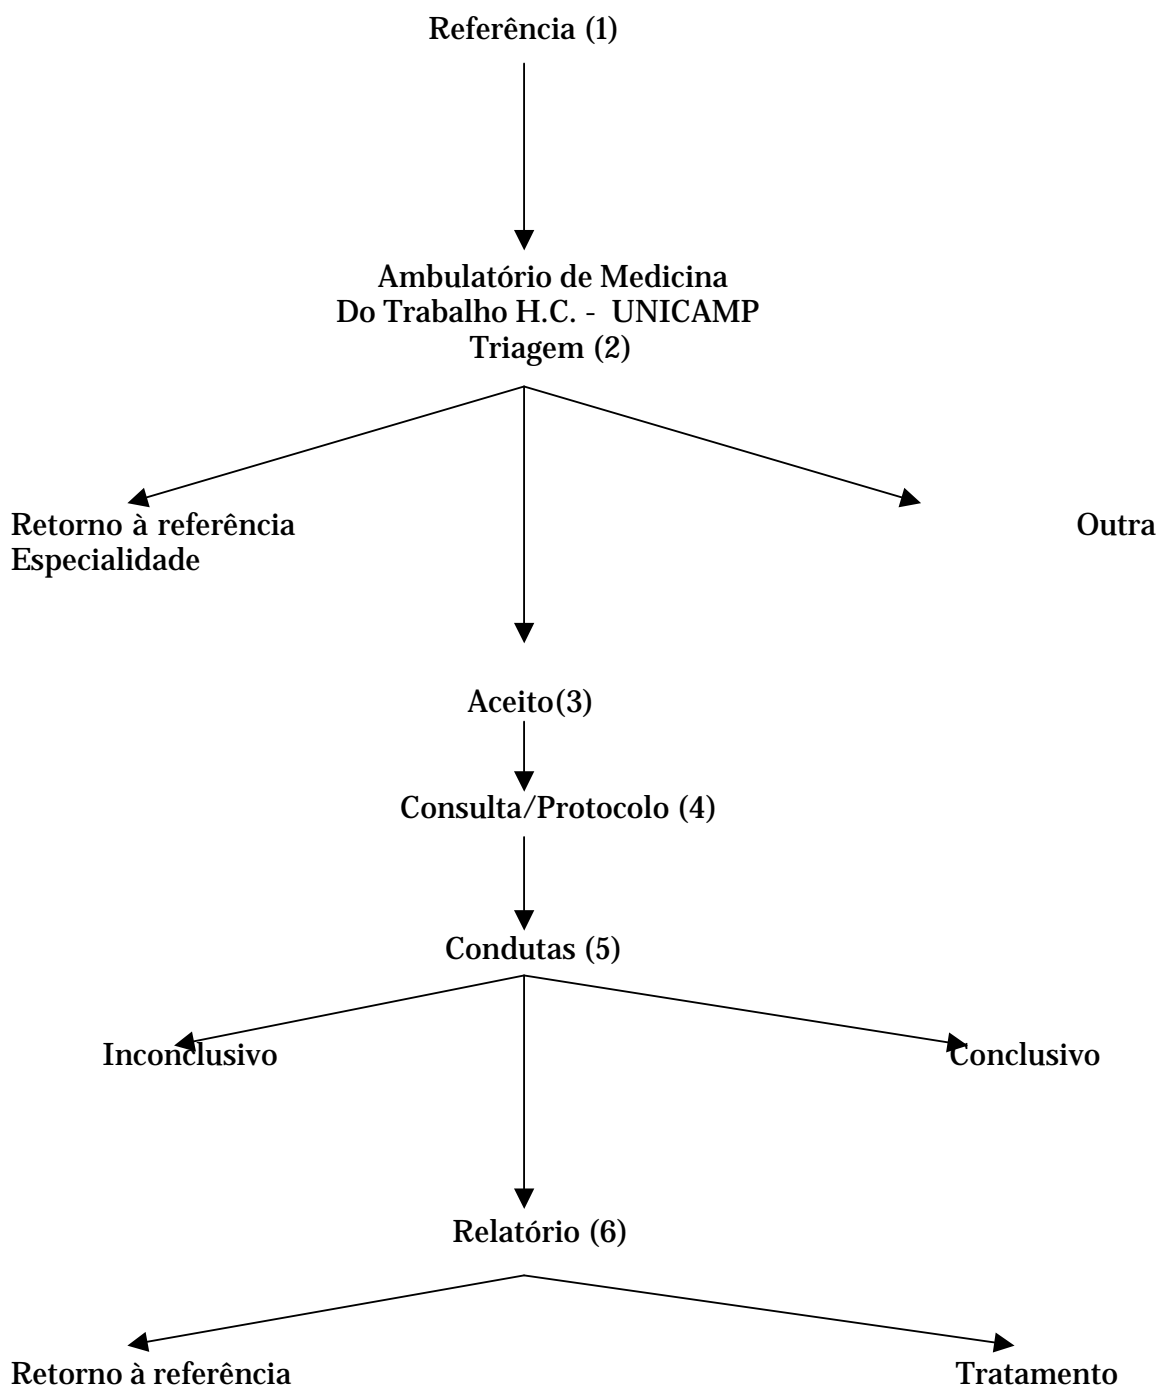 Referência (1)
Ambulatório de Medicina
Do Trabalho H.C. - UNICAMP
Triagem (2)
Retorno à referência Outra
Especialidade
Aceito(3)
Consulta/Protocolo (4)
Condutas (5)
Inconclusivo Conclusivo
Relatório (6)
Retorno à referência Tratamento